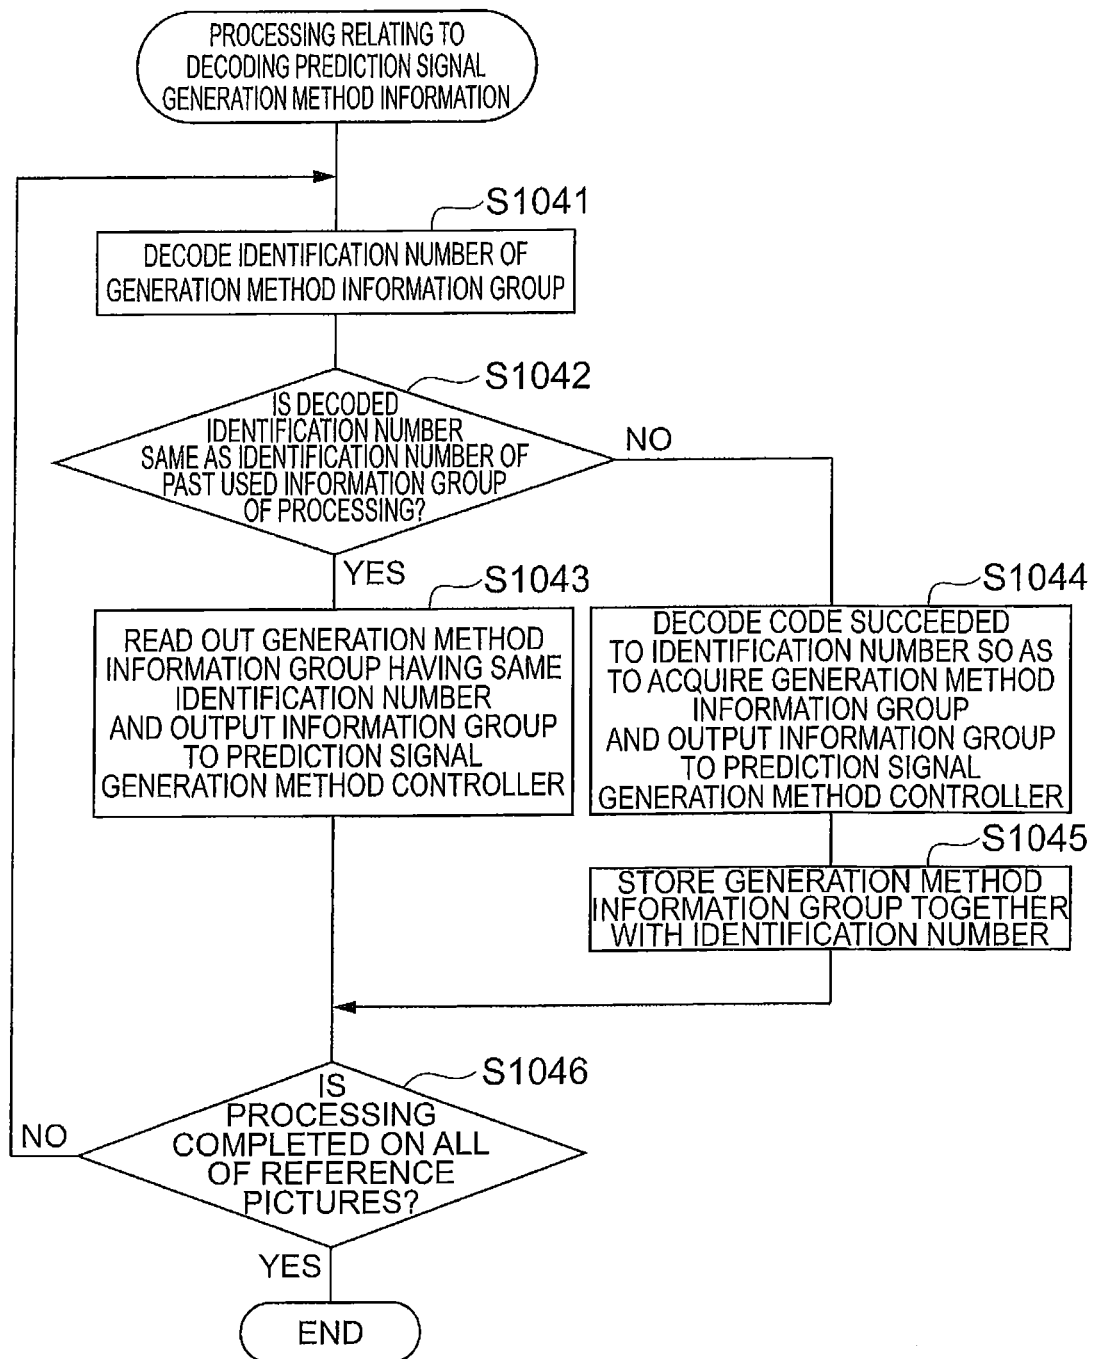 PROCESSING RELATING TO
DECODING PREDICTION SIGNAL
GENERATION METHOD INFORMATION
S1041
DECODE IDENTIFICATION NUMBER OF
GENERATION METHOD INFORMATION GROUP
S1042
IS DECODED
IDENTIFICATION NUMBER
SAME AS IDENTIFICATION NUMBER OF
PAST USED INFORMATION GROUP
OF PROCESSING?
NO
YES
S1043
READ OUT GENERATION METHOD
INFORMATION GROUP HAVING SAME
IDENTIFICATION NUMBER
AND OUTPUT INFORMATION GROUP
TO PREDICTION SIGNAL
GENERATION METHOD CONTROLLER
S1044
DECODE CODE SUCCEEDED
TO IDENTIFICATION NUMBER SO AS
TO ACQUIRE GENERATION METHOD
INFORMATION GROUP
AND OUTPUT INFORMATION GROUP
TO PREDICTION SIGNAL
GENERATION METHOD CONTROLLER
S1045
STORE GENERATION METHOD
INFORMATION GROUP TOGETHER
WITH IDENTIFICATION NUMBER
S1046
IS
PROCESSING
COMPLETED ON ALL
OF REFERENCE
PICTURES?
NO
YES
END